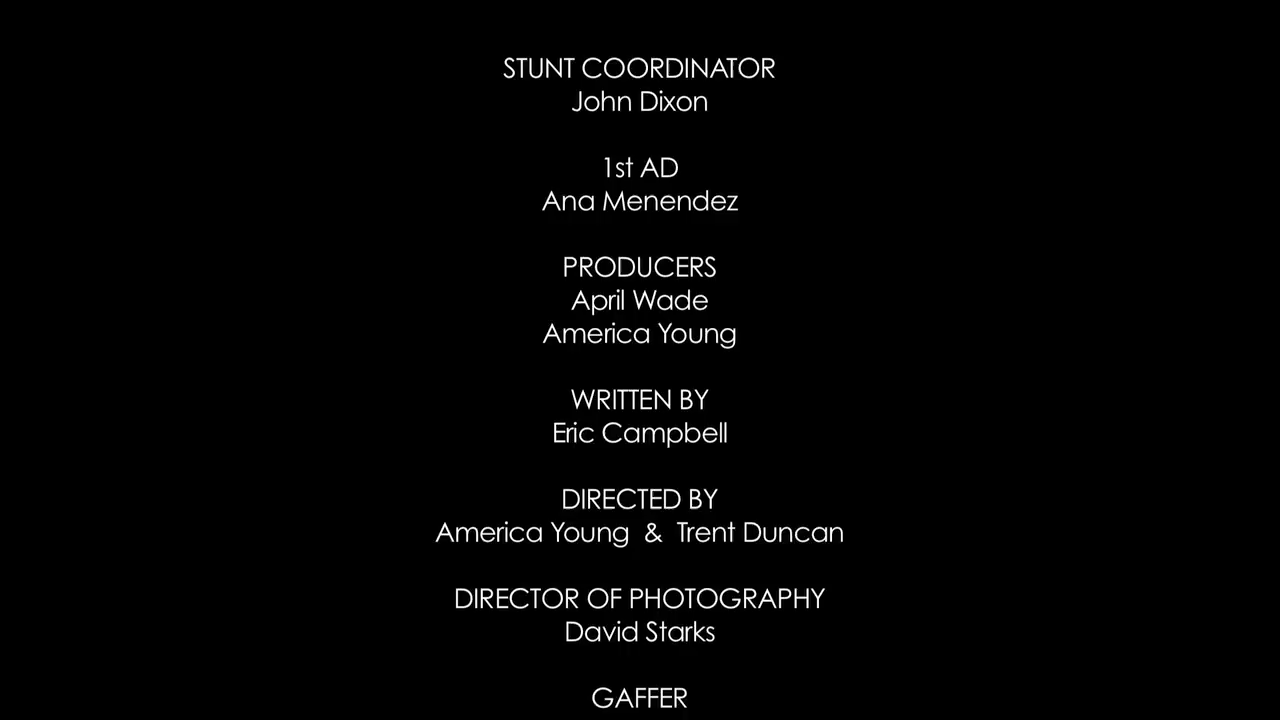 STUNT COORDINATOR
John Dixon
1st AD
Ana Menendez
PRODUCERS
April Wade
America Young
WRITTEN BY
Eric Campbell
DIRECTED BY
America Young & Trent Duncan
DIRECTOR OF PHOTOGRAPHY
David Starks
GAFFER